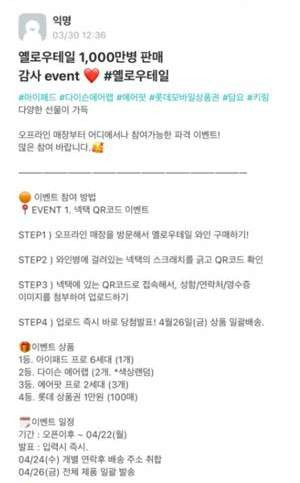 익명
03/30 12:36
옐로우테일 1,000만병 판매
감사 event ❤️ #옐로우테일
#아이패드 #다이슨에어랩 #에어팟 #롯데모바일상품권 #담요 #키링
다양한 선물이 가득
오프라인 매장부터 어디에서나 참여가능한 파격 이벤트!
많은 참여 바랍니다.🥰
🟠 이벤트 참여 방법
📍EVENT 1. 넥택 QR코드 이벤트
STEP1 ) 오프라인 매장을 방문해서 옐로우테일 와인 구매하기!
STEP2 ) 와인병에 걸려있는 넥택의 스크래치를 긁고 QR코드 확인
STEP3 ) 넥택에 있는 QR코드로 접속해서, 성함/연락처/영수증
이미지를 첨부하여 업로드하기
STEP4 ) 업로드 즉시 바로 당첨발표! 4월26일(금) 상품 일괄배송.
🎁이벤트 상품
1등. 아이패드 프로 6세대 (1개)
2등. 다이슨 에어랩 (2개. *색상랜덤)
3등. 에어팟 프로 2세대 (3개)
4등. 롯데 상품권 1만원 (100매)
📆이벤트 일정
기간 : 오픈이후 ~ 04/22(월)
발표 : 입력시 즉시.
04/24(수) 개별 연락후 배송 주소 취합
04/26(금) 전체 제품 일괄 발송